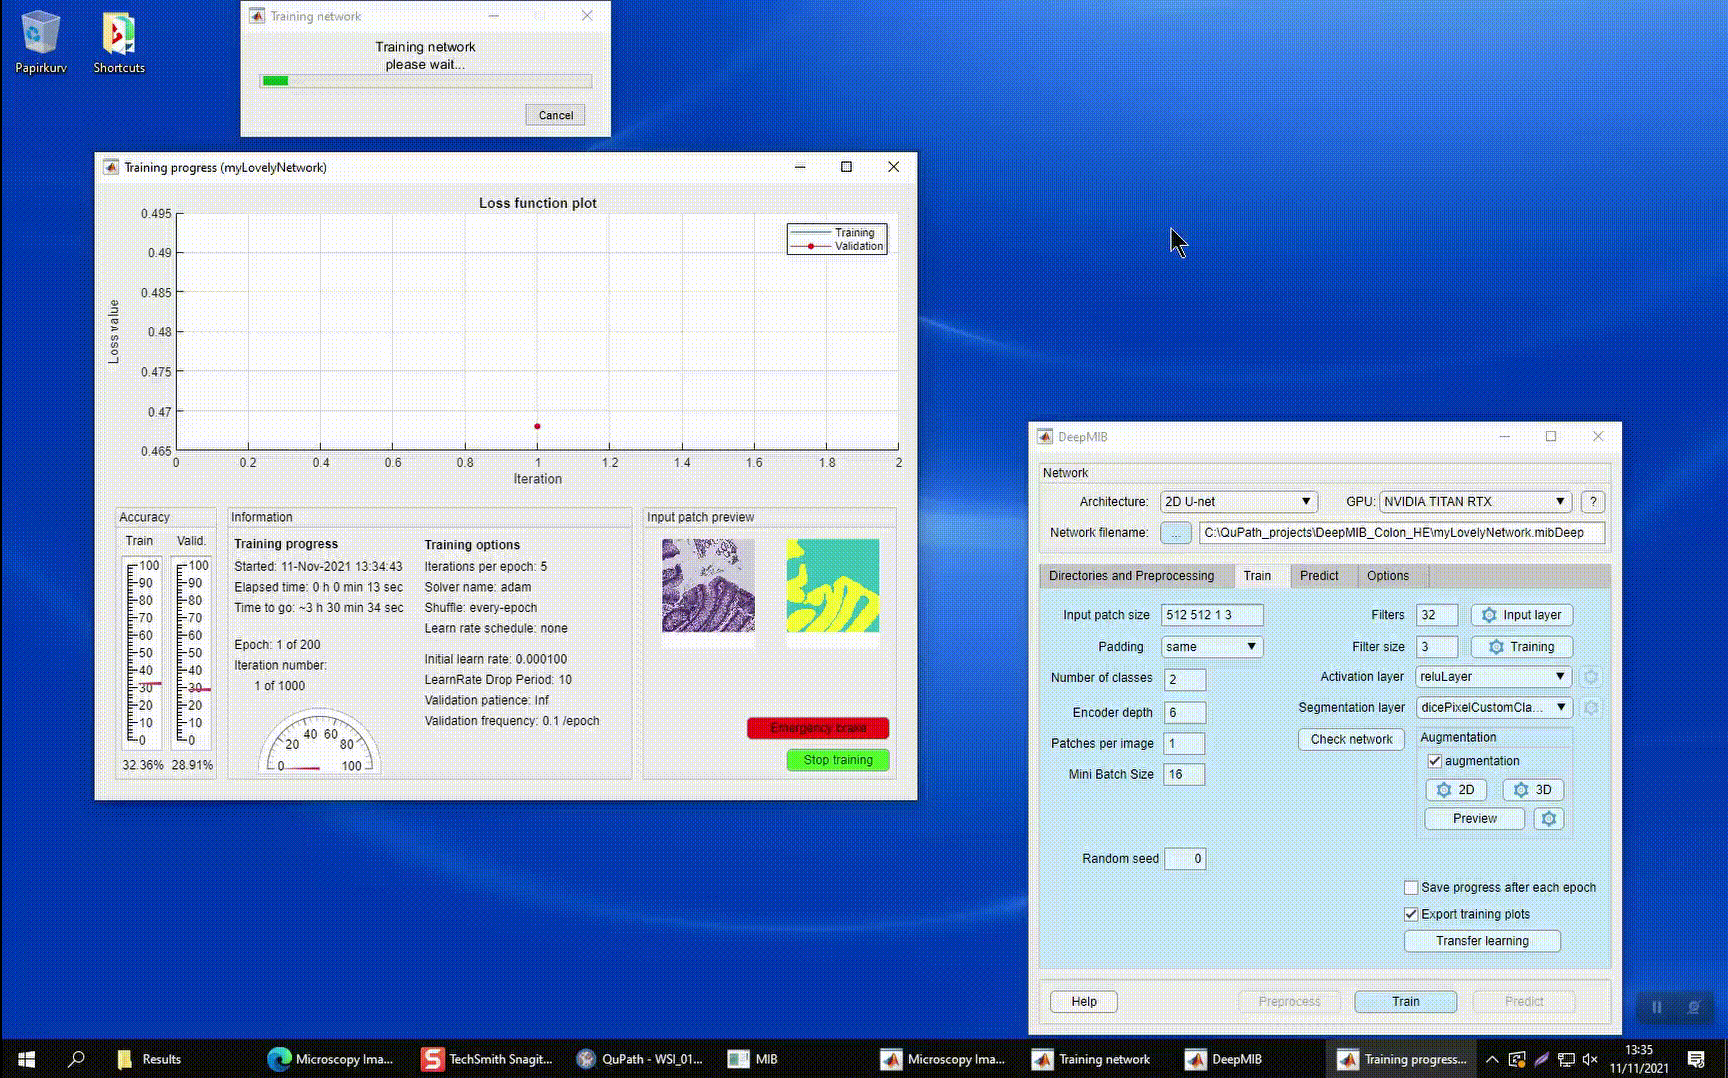 Papirkurv
Shortcuts
Training network
Training network
please wait...
Cancel
Training progress (myLovelyNetwork)
Loss function plot
0.495
0.49
0.485
0.48
0.475
0.47
0.465
Loss value
Training
Validation
0 0.2 0.4 0.6 0.8 1 1.2 1.4 1.6 1.8 2
Iteration
Accuracy
Train Valid.
100 100
90 90
80 80
70 70
60 60
50 50
40 40
30 30
20 20
10 10
0 0
32.36% 28.91%
Information
Training progress
Started: 11-Nov-2021 13:34:43
Elapsed time: 0 h 0 min 13 sec
Time to go: ~3 h 30 min 34 sec
Epoch: 1 of 200
Iteration number:
1 of 1000
0 20 40 60 80 100
Training options
Iterations per epoch: 5
Solver name: adam
Shuffle: every-epoch
Learn rate schedule: none
Initial learn rate: 0.000100
LearnRate Drop Period: 10
Validation patience: Inf
Validation frequency: 0.1 /epoch
Input patch preview
Emergency brake
Stop training
DeepMIB
Network
Architecture: 2D U-net GPU: NVIDIA TITAN RTX ?
Network filename: ... C:\QuPath_projects\DeepMIB_Colon_HE\myLovelyNetwork.mibDeep
Directories and Preprocessing Train Predict Options
Input patch size 512 512 1 3 Filters 32 Input layer
Padding same Filter size 3 Training
Number of classes 2 Activation layer reluLayer
Encoder depth 6 Segmentation layer dicePixelCustomCla...
Patches per image 1 Check network Augmentation
Mini Batch Size 16 augmentation
2D 3D
Preview
Random seed 0
Save progress after each epoch
Export training plots
Transfer learning
Help Preprocess Train Predict
Results Microscopy Ima... TechSmith Snagit... QuPath - WSI_01... MIB Microscopy Ima... Training network DeepMIB Training progress...
13:35
11/11/2021